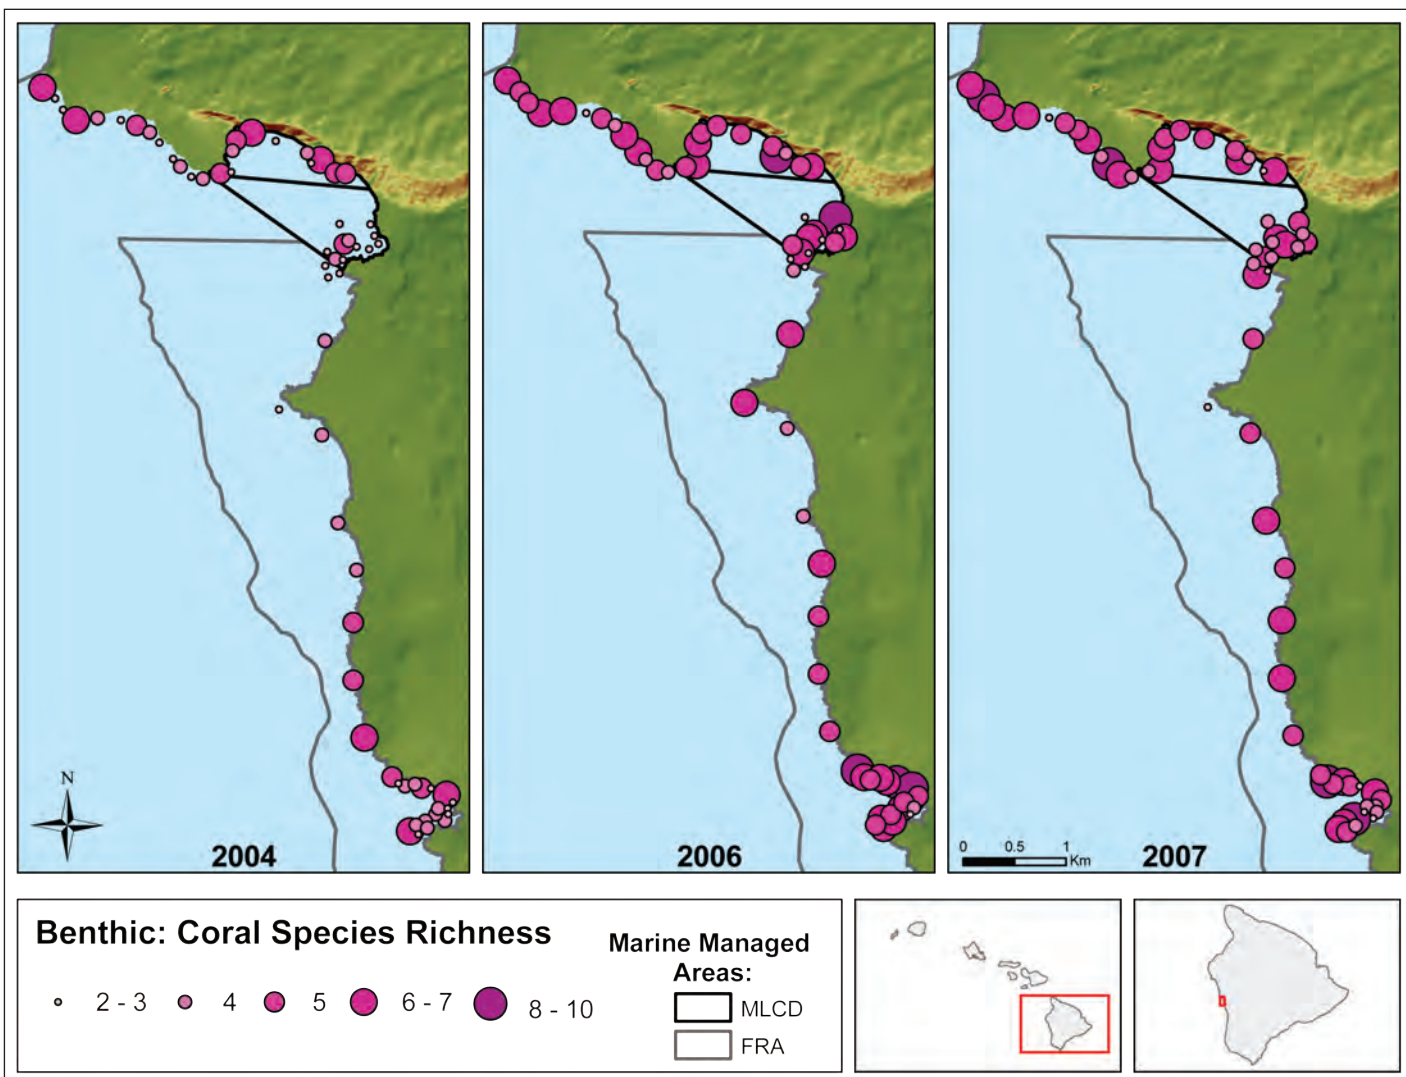 N
2004
2006
0 0.5 1
Km
2007
Benthic: Coral Species Richness
2 - 3 4 5 6 - 7 8 - 10
Marine Managed
Areas:
MLCD
FRA